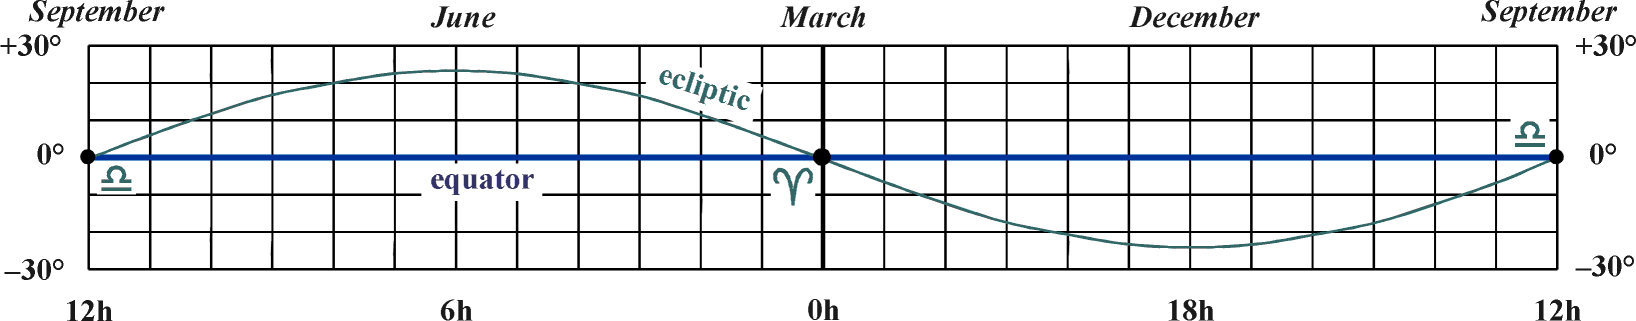 September June March December September
+30° +30°
ecliptic
♎
0° 0°
equator
♎ ♈
–30° –30°
12h 6h 0h 18h 12h